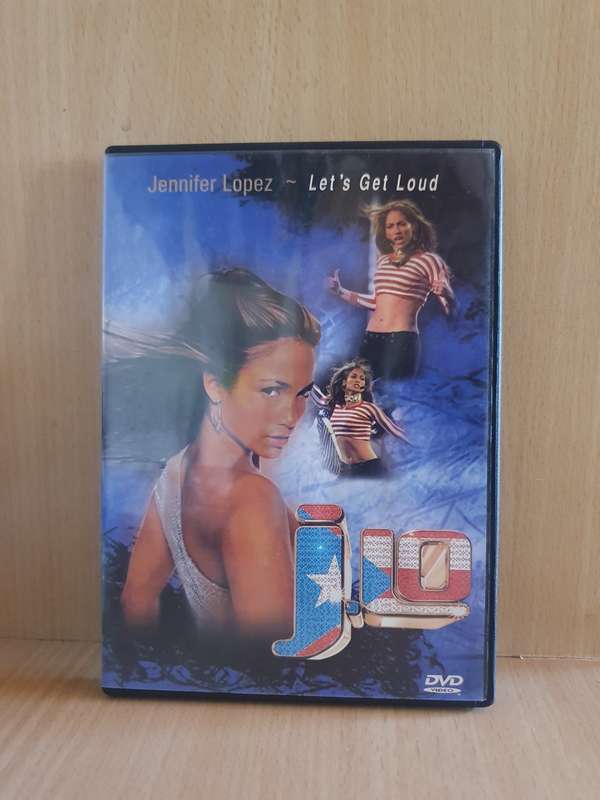 Jennifer Lopez ~ Let's Get Loud
j.lo
DVD
VIDEO